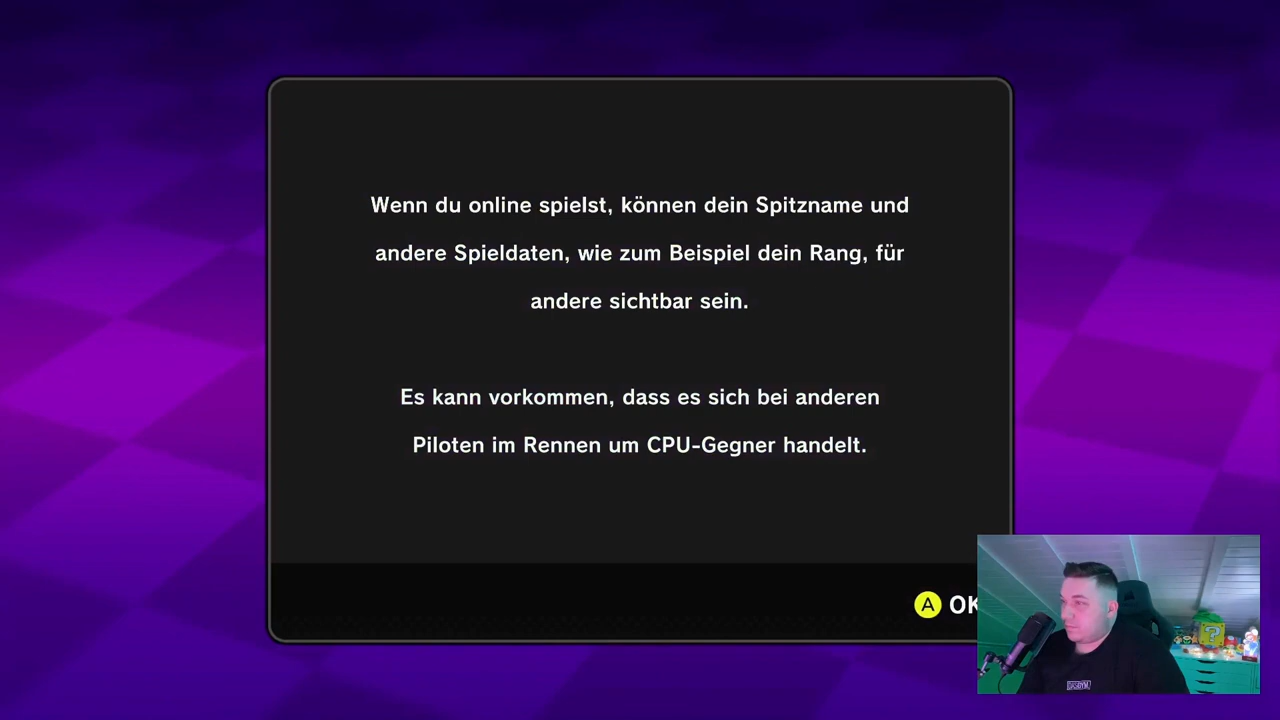 Wenn du online spielst, können dein Spitzname und
andere Spieldaten, wie zum Beispiel dein Rang, für
andere sichtbar sein.
Es kann vorkommen, dass es sich bei anderen
Piloten im Rennen um CPU-Gegner handelt.
A OK